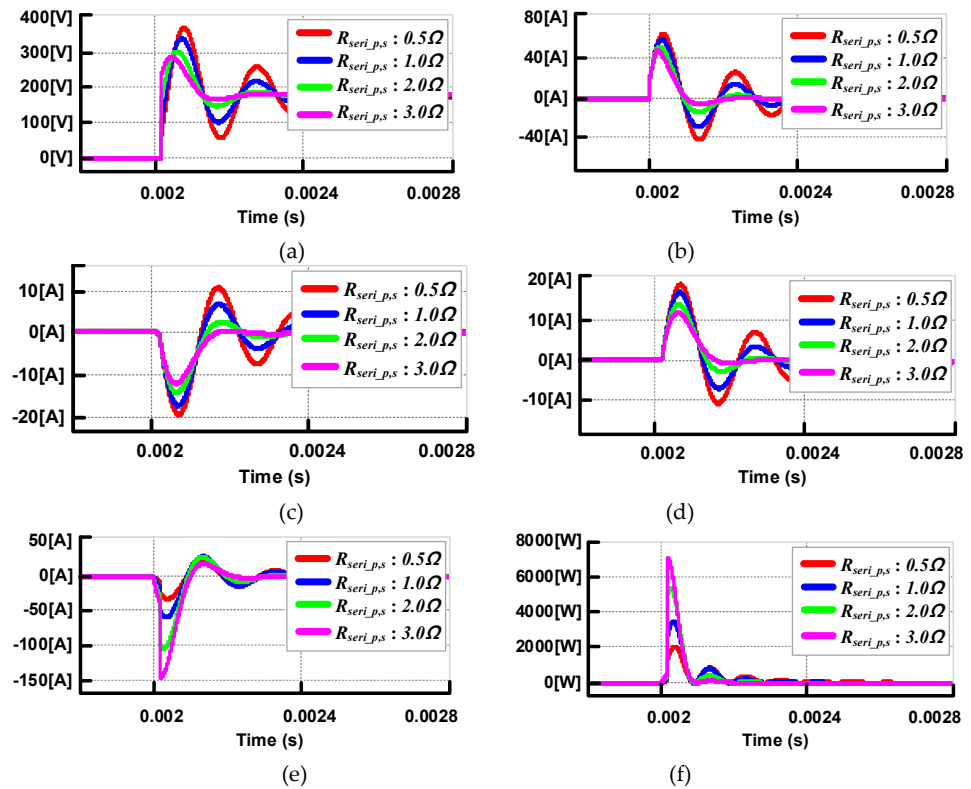 400[V]
300[V]
200[V]
100[V]
0[V]
R_seri_p,s : 0.5Ω
R_seri_p,s : 1.0Ω
R_seri_p,s : 2.0Ω
R_seri_p,s : 3.0Ω
0.002
0.0024
0.0028
Time (s)
(a)
80[A]
40[A]
0[A]
-40[A]
R_seri_p,s : 0.5Ω
R_seri_p,s : 1.0Ω
R_seri_p,s : 2.0Ω
R_seri_p,s : 3.0Ω
0.002
0.0024
0.0028
Time (s)
(b)
10[A]
0[A]
-10[A]
-20[A]
R_seri_p,s : 0.5Ω
R_seri_p,s : 1.0Ω
R_seri_p,s : 2.0Ω
R_seri_p,s : 3.0Ω
0.002
0.0024
0.0028
Time (s)
(c)
20[A]
10[A]
0[A]
-10[A]
R_seri_p,s : 0.5Ω
R_seri_p,s : 1.0Ω
R_seri_p,s : 2.0Ω
R_seri_p,s : 3.0Ω
0.002
0.0024
0.0028
Time (s)
(d)
50[A]
0[A]
-50[A]
-100[A]
-150[A]
R_seri_p,s : 0.5Ω
R_seri_p,s : 1.0Ω
R_seri_p,s : 2.0Ω
R_seri_p,s : 3.0Ω
0.002
0.0024
0.0028
Time (s)
(e)
8000[W]
6000[W]
4000[W]
2000[W]
0[W]
R_seri_p,s : 0.5Ω
R_seri_p,s : 1.0Ω
R_seri_p,s : 2.0Ω
R_seri_p,s : 3.0Ω
0.002
0.0024
0.0028
Time (s)
(f)